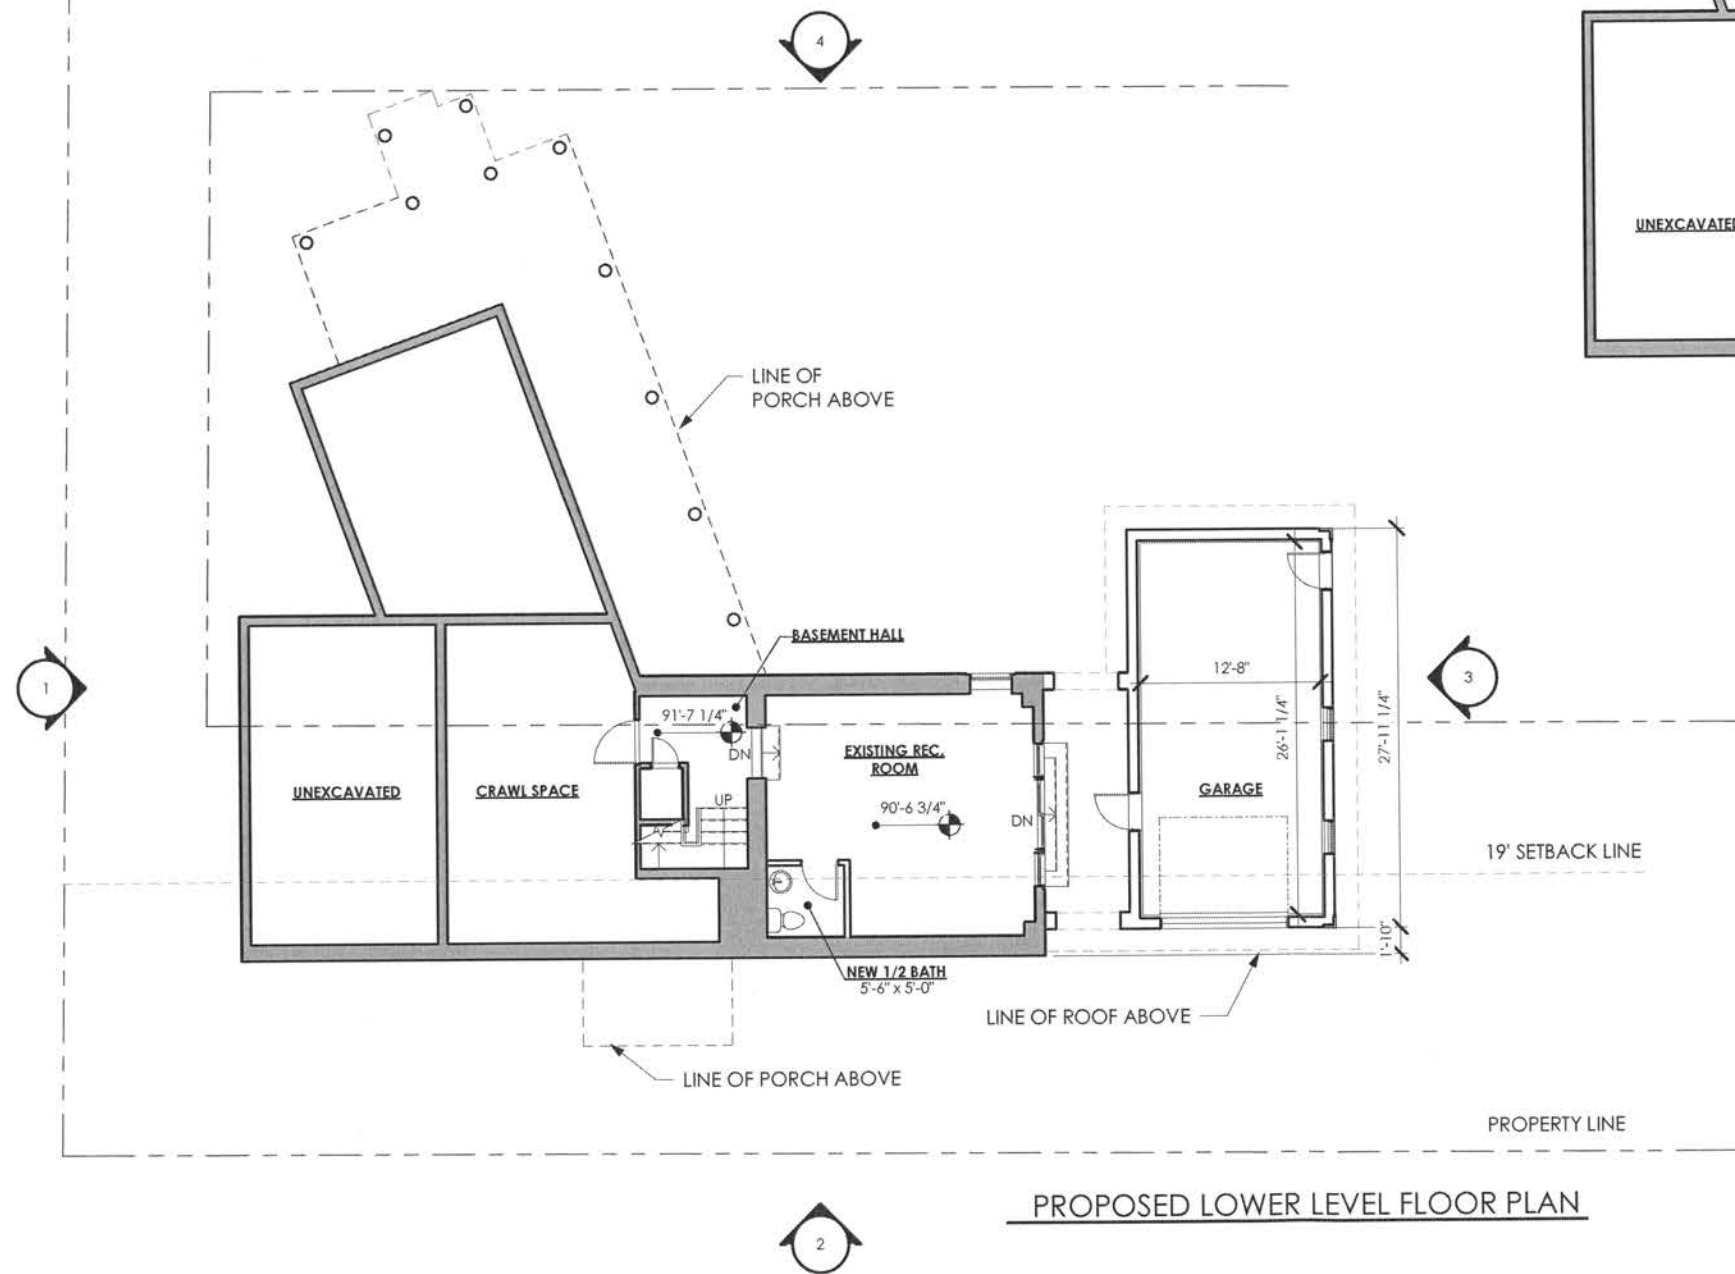 4
UNEXCAVATED
LINE OF
PORCH ABOVE
BASEMENT HALL
1
3
12'-8"
91'-7 1/4"
26'-1 1/4"
27'-11 1/4"
DN
EXISTING REC.
ROOM
UNEXCAVATED
CRAWL SPACE
GARAGE
UP
90'-6 3/4"
DN
19' SETBACK LINE
1'-10"
NEW 1/2 BATH
5'-6" x 5'-0"
LINE OF ROOF ABOVE
LINE OF PORCH ABOVE
PROPERTY LINE
PROPOSED LOWER LEVEL FLOOR PLAN
2